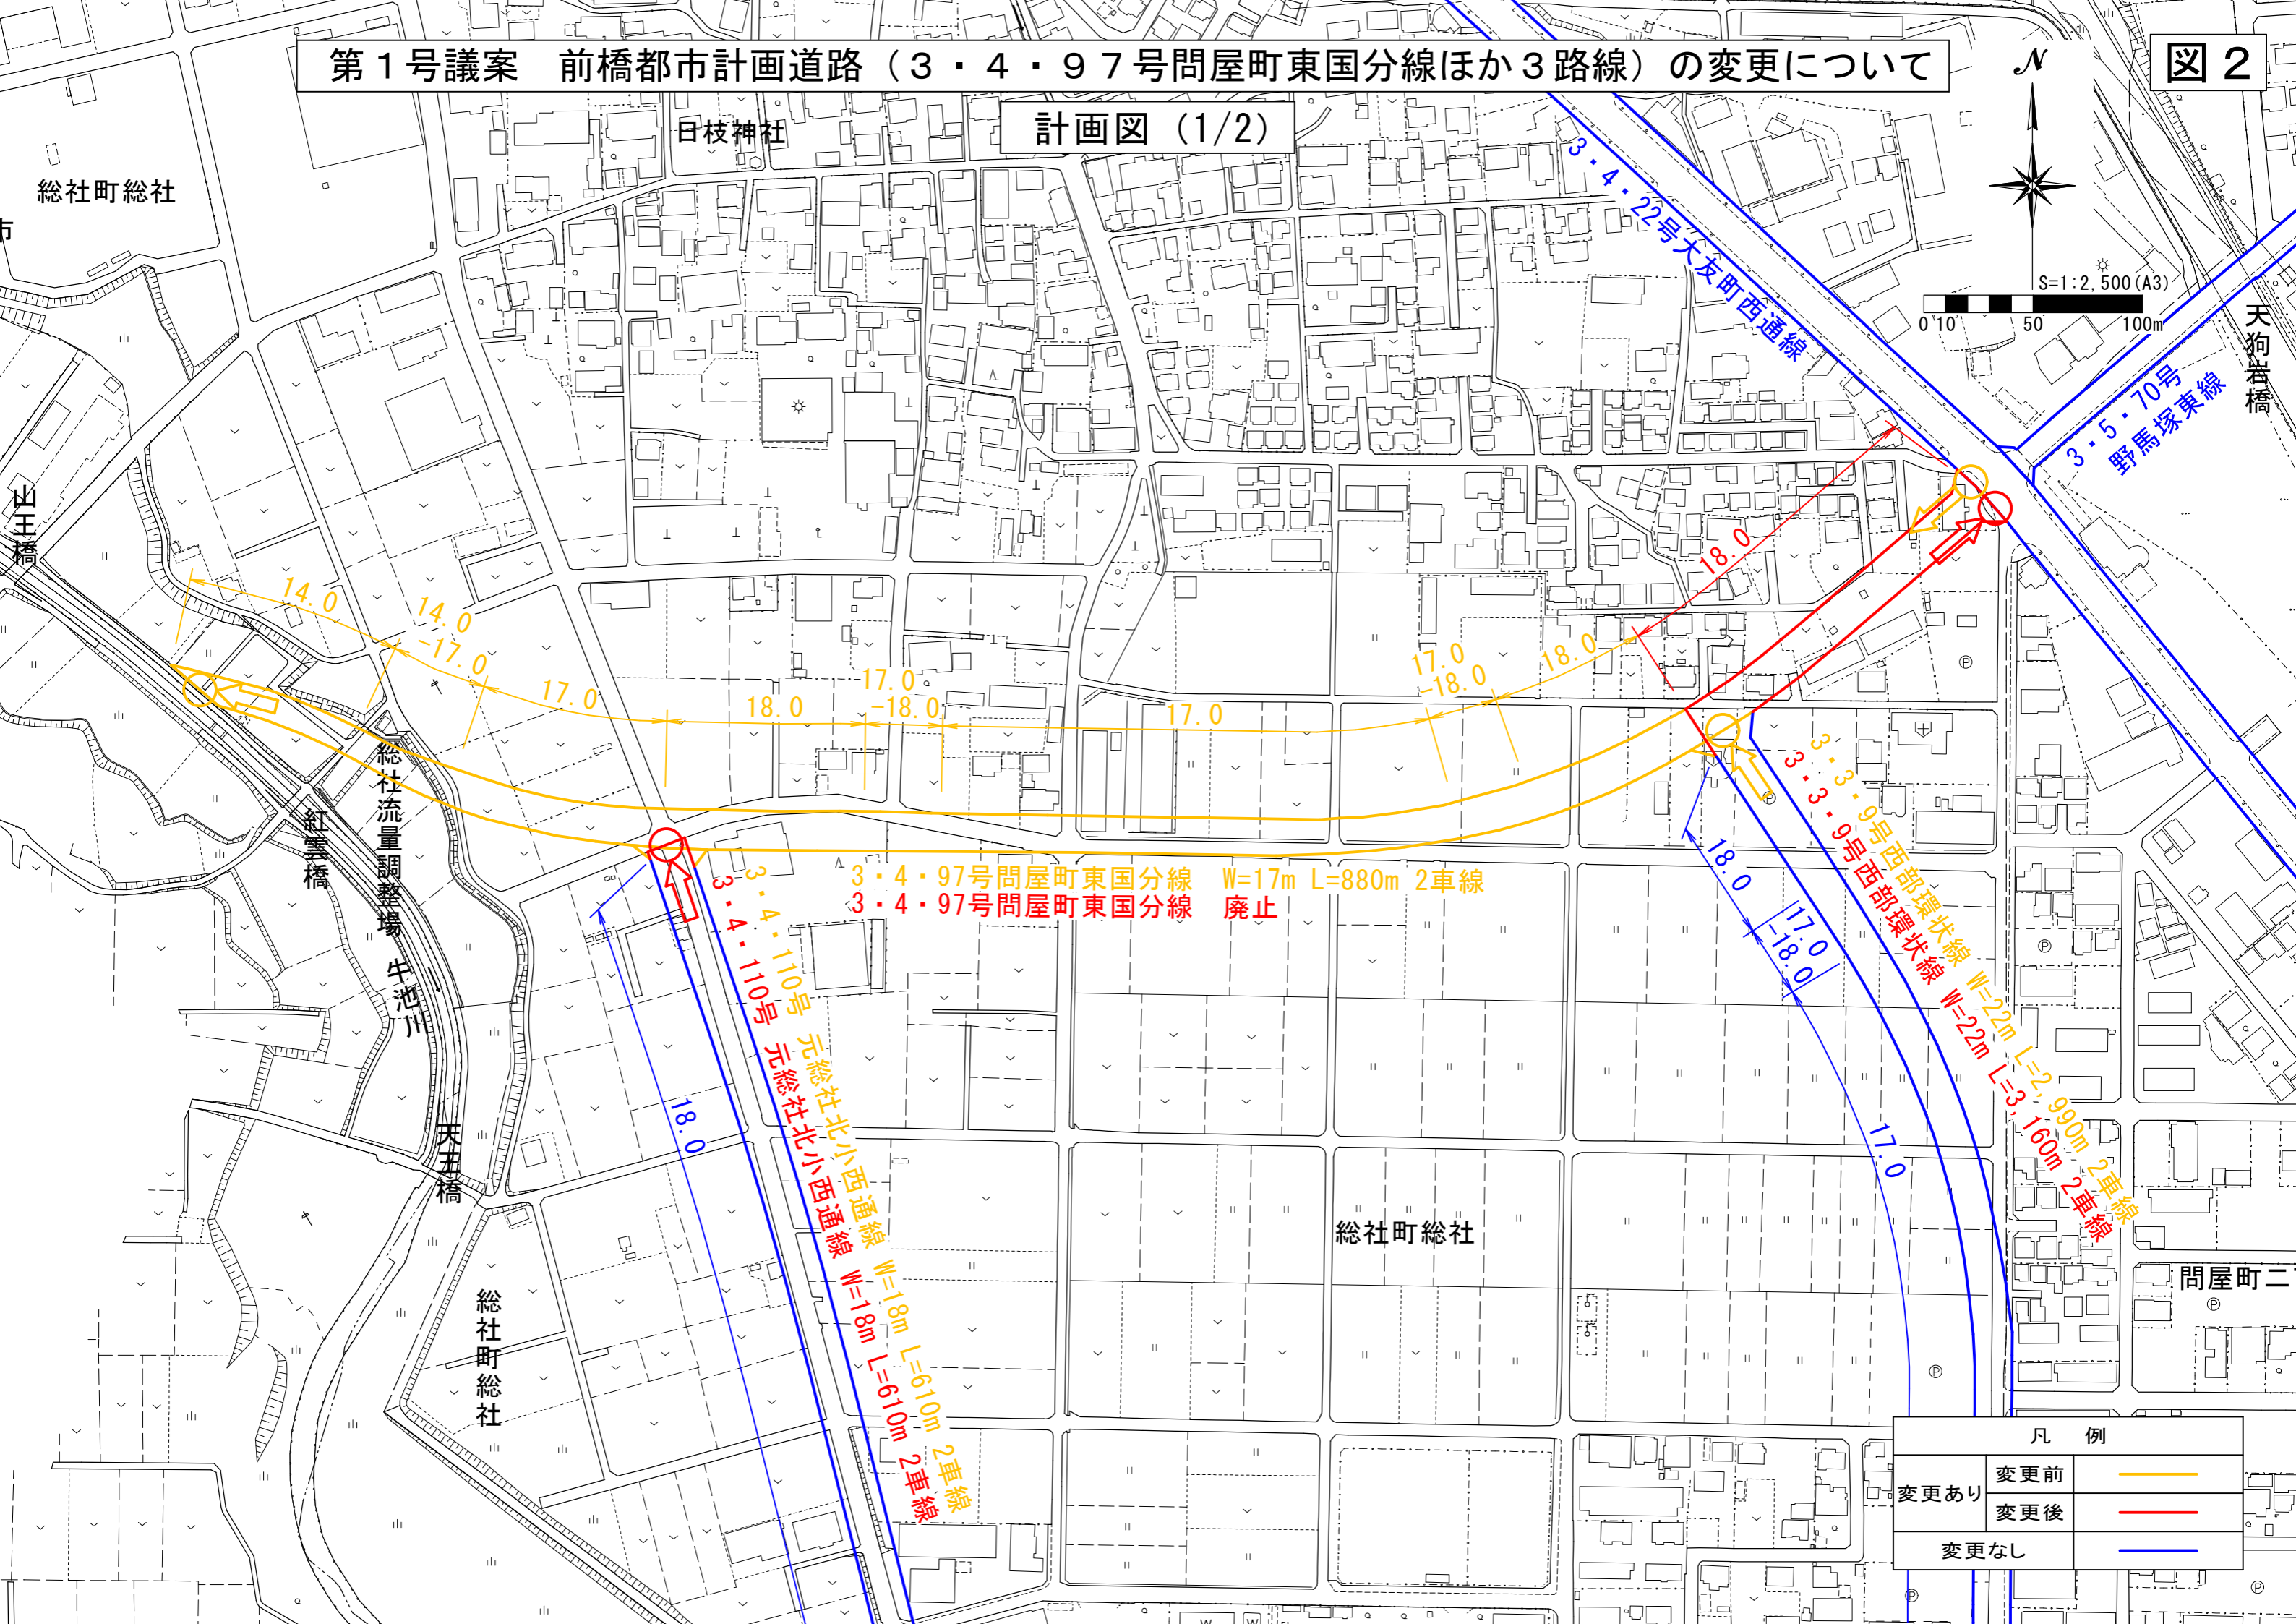 第1号議案　前橋都市計画道路（3・4・97号問屋町東国分線ほか3路線）の変更について
図2
計画図（1/2）
N
S=1:2,500(A3)
0 10 50 100m
日枝神社
総社町総社
市
3・4・22号大友町西通線
3・5・70号
野馬塚東線
天狗岩橋
山王橋
14.0
14.0
-17.0
17.0
18.0
17.0
-18.0
17.0
17.0
-18.0
18.0
18.0
総社流量調整場
紅雲橋
牛池川
天王橋
3・4・97号問屋町東国分線　W=17m L=880m 2車線
3・4・97号問屋町東国分線　廃止
3・4・110号 元総社北小西通線 W=18m L=610m 2車線
3・4・110号 元総社北小西通線 W=18m L=610m 2車線
3・3・9号西部環状線 W=22m L=2,990m 2車線
3・3・9号西部環状線 W=22m L=3,160m 2車線
18.0
18.0
17.0
-18.0
17.0
総社町総社
総社町総社
問屋町二
凡　例
変更あり
変更前
変更後
変更なし